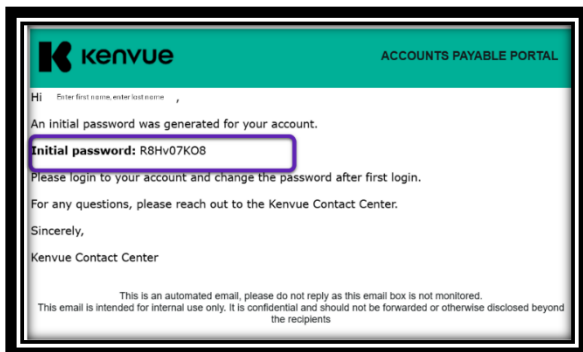 kenvue
ACCOUNTS PAYABLE PORTAL
Hi Enter first name, enter last name ,
An initial password was generated for your account.
Initial password: R8Hv07KO8
Please login to your account and change the password after first login.
For any questions, please reach out to the Kenvue Contact Center.
Sincerely,
Kenvue Contact Center
This is an automated email, please do not reply as this email box is not monitored.
This email is intended for internal use only. It is confidential and should not be forwarded or otherwise disclosed beyond
the recipients